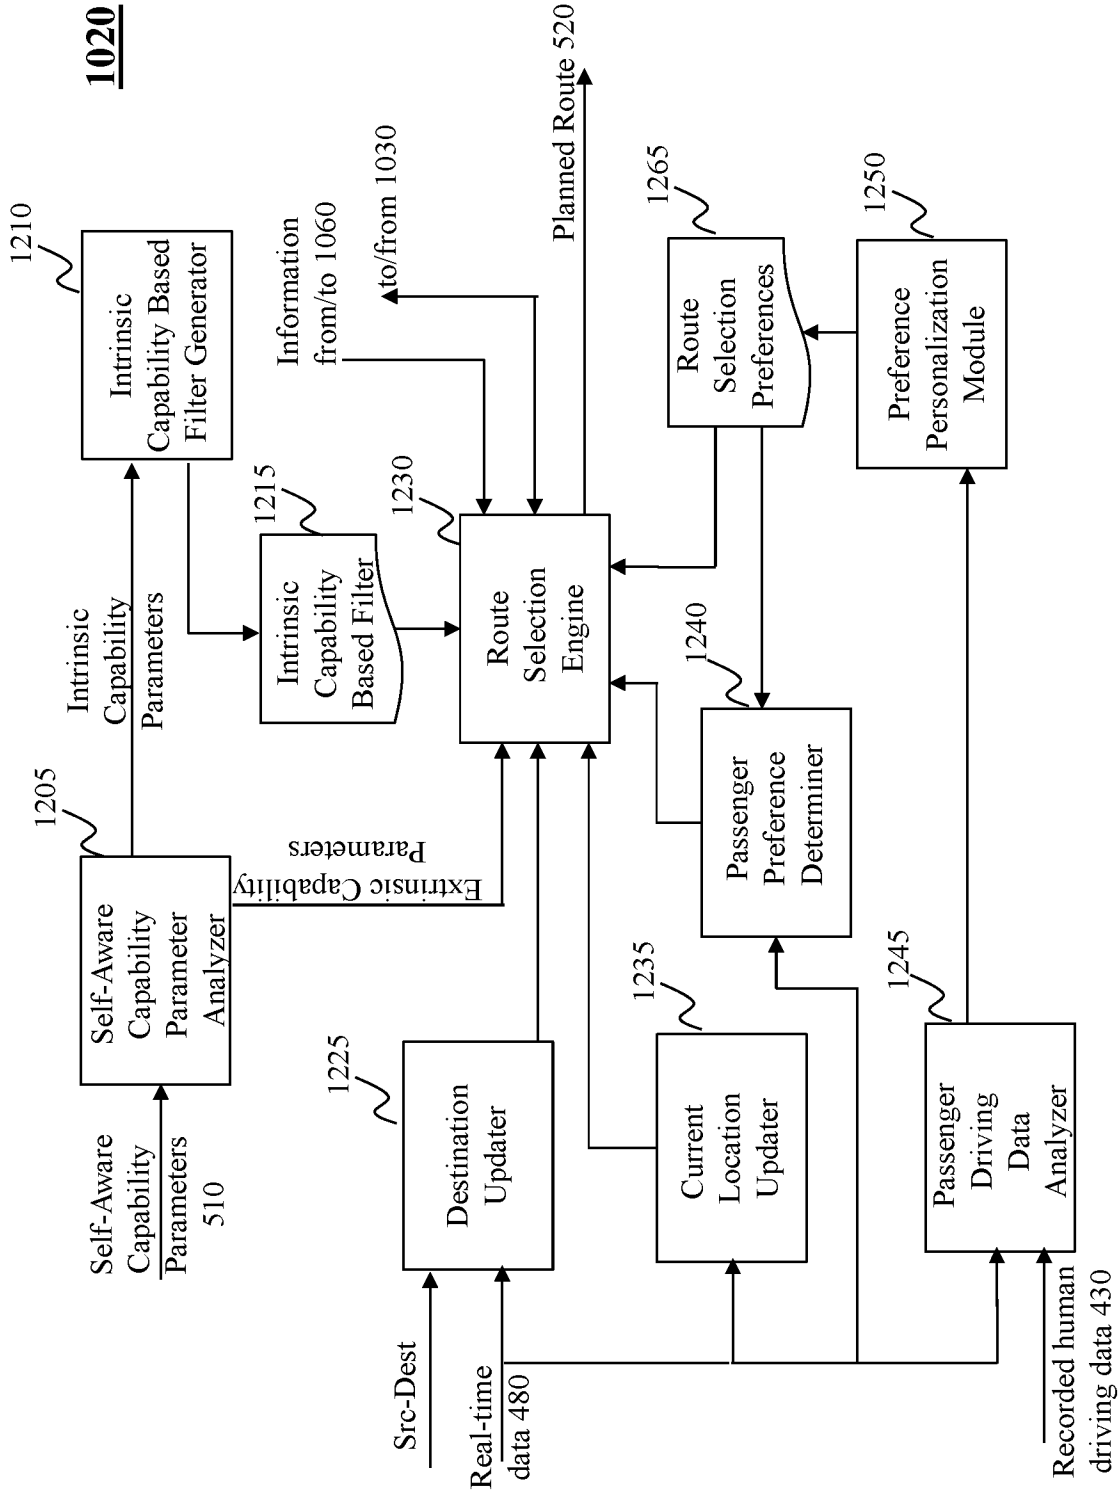 1020
Self-Aware
Capability
Parameters
510
1205
Self-Aware
Capability
Parameter
Analyzer
Intrinsic
Capability
Parameters
1210
Intrinsic
Capability Based
Filter Generator
Extrinsic Capability
Parameters
1215
Intrinsic
Capability
Based Filter
Information
from/to 1060
to/from 1030
Src-Dest
Real-time
data 480
1225
Destination
Updater
1230
Route
Selection
Engine
Planned Route 520
1235
Current
Location
Updater
1240
Passenger
Preference
Determiner
1265
Route
Selection
Preferences
Recorded human
driving data 430
1245
Passenger
Driving
Data
Analyzer
1250
Preference
Personalization
Module